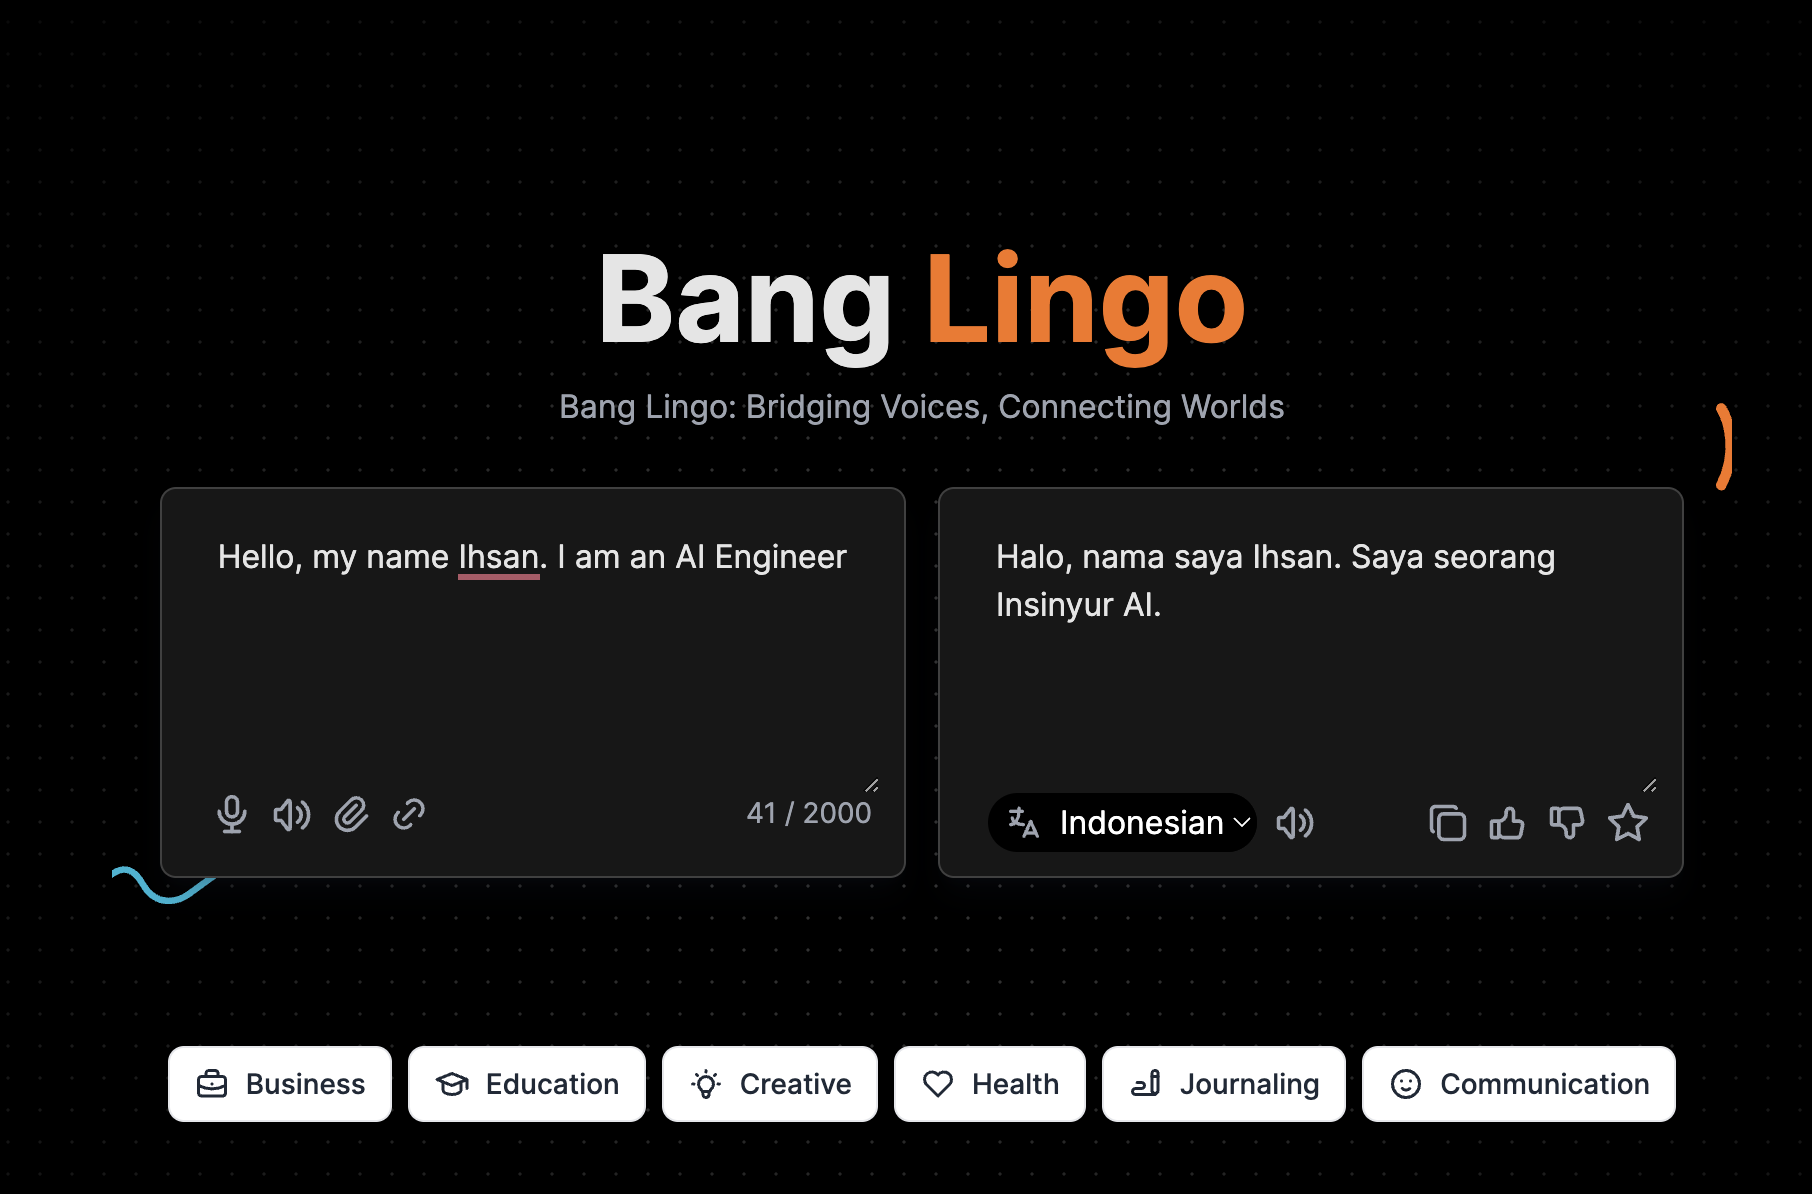 Bang Lingo
Bang Lingo: Bridging Voices, Connecting Worlds
Hello, my name Ihsan. I am an AI Engineer
41 / 2000
Halo, nama saya Ihsan. Saya seorang
Insinyur AI.
Indonesian
Business
Education
Creative
Health
Journaling
Communication